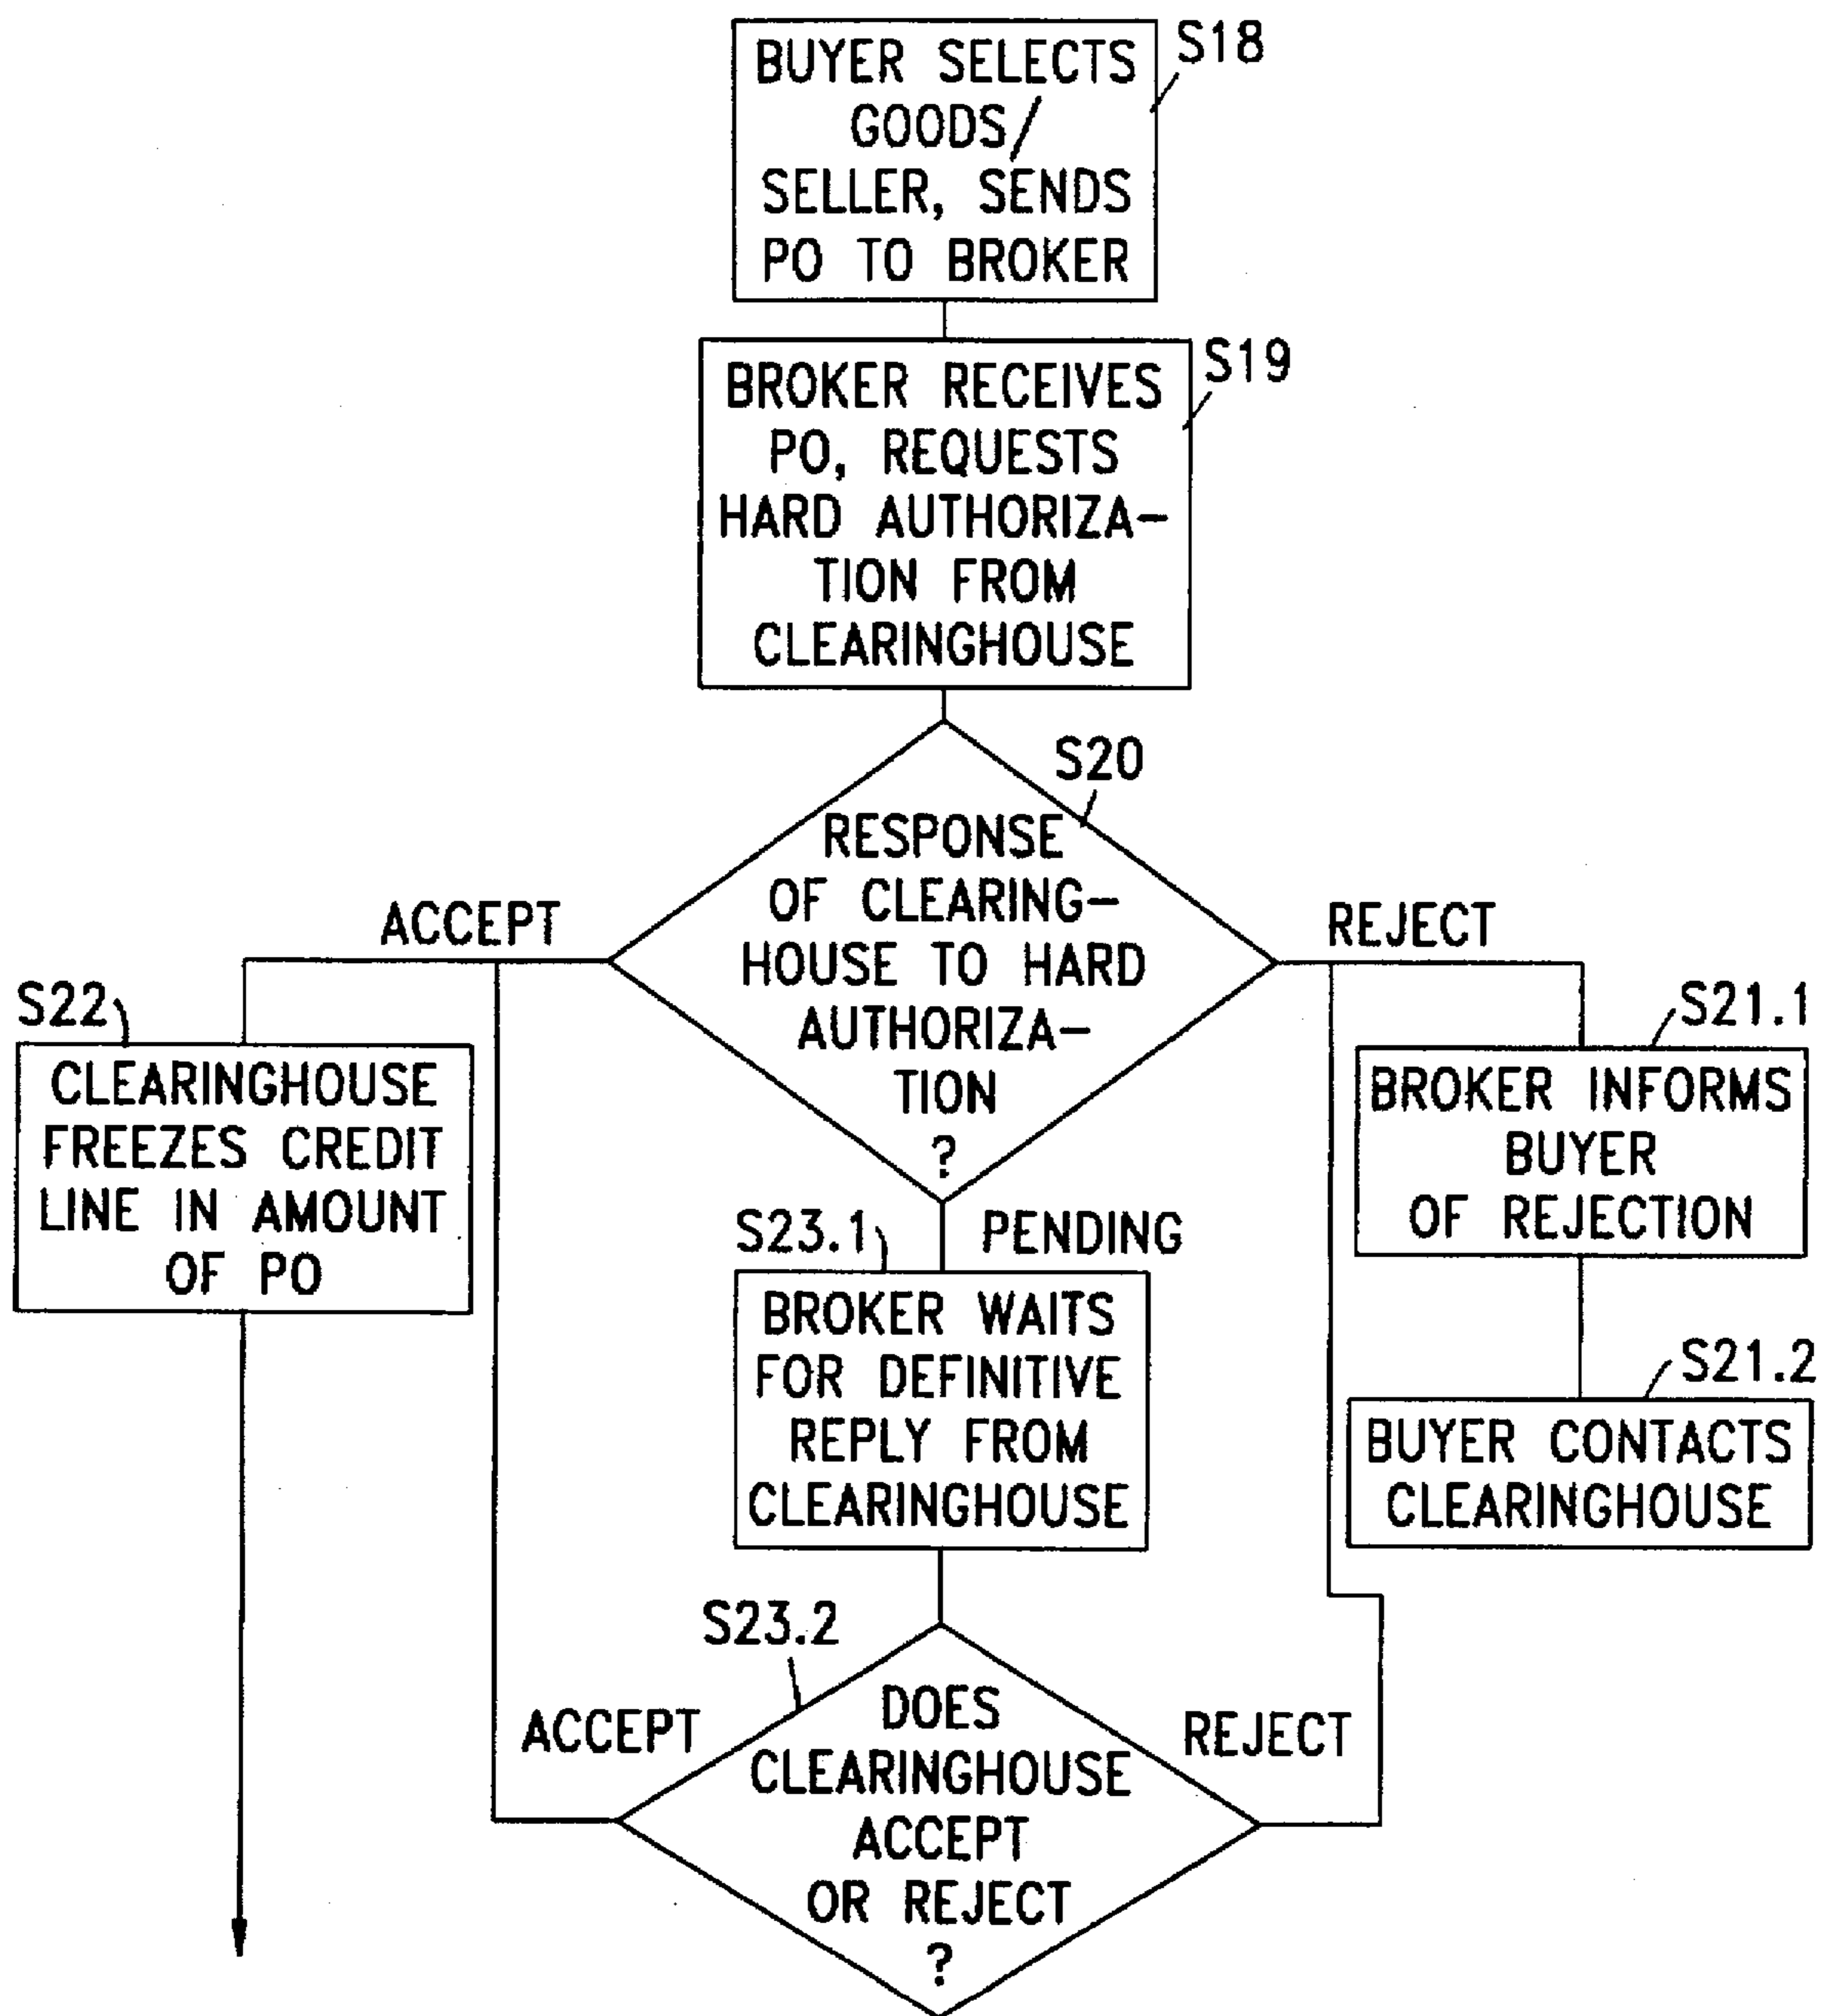 BUYER SELECTS
GOODS/
SELLER, SENDS
PO TO BROKER
S18
BROKER RECEIVES
PO, REQUESTS
HARD AUTHORIZA-
TION FROM
CLEARINGHOUSE
S19
S20
RESPONSE
OF CLEARING-
HOUSE TO HARD
AUTHORIZA-
TION
?
ACCEPT
REJECT
S22
CLEARINGHOUSE
FREEZES CREDIT
LINE IN AMOUNT
OF PO
S21.1
BROKER INFORMS
BUYER
OF REJECTION
S23.1
PENDING
BROKER WAITS
FOR DEFINITIVE
REPLY FROM
CLEARINGHOUSE
S21.2
BUYER CONTACTS
CLEARINGHOUSE
S23.2
DOES
CLEARINGHOUSE
ACCEPT
OR REJECT
?
ACCEPT
REJECT